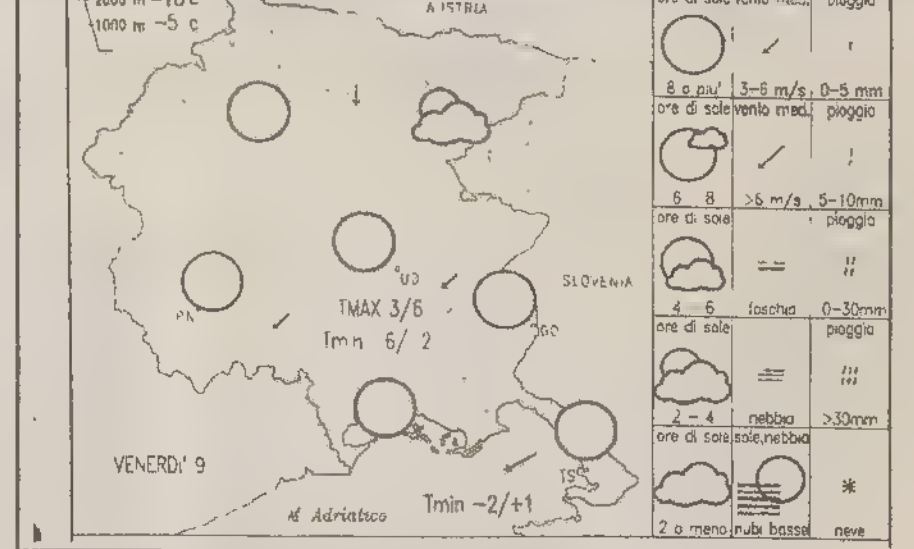 -1000 m -5 c
VENERDI' 9
UD
TMAX 3/6
Tmin 6/ 2
PN
GO
SLOVENIA
TS
Tmin -2/+1
M Adriatico
ore di sole vento med. pioggia
8 o piu' 3-6 m/s 0-5 mm
ore di sole vento med. pioggia
6 8 >6 m/s 5-10mm
ore di sole pioggia
4 - 6 foschia 0-30mm
ore di sole pioggia
2 - 4 nebbia >30mm
ore di sole sole,nebbia
2 o meno nubi basse neve